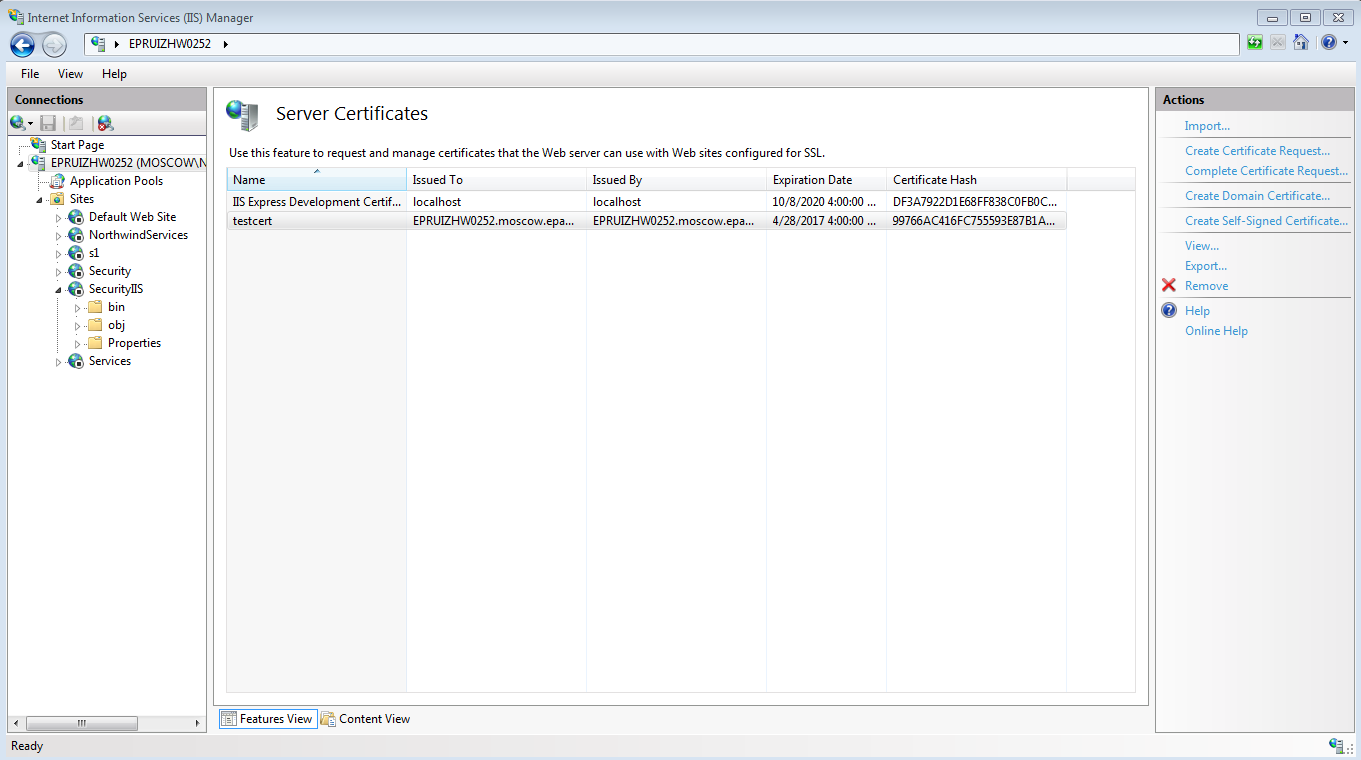 Internet Information Services (IIS) Manager
EPRUIZHW0252
File View Help
Connections
Start Page
EPRUIZHW0252 (MOSCOW\N
Application Pools
Sites
Default Web Site
NorthwindServices
s1
Security
SecurityIIS
bin
obj
Properties
Services
Server Certificates
Use this feature to request and manage certificates that the Web server can use with Web sites configured for SSL.
Name Issued To Issued By Expiration Date Certificate Hash
IIS Express Development Certif... localhost localhost 10/8/2020 4:00:00 ... DF3A7922D1E68FF838C0FB0C...
testcert EPRUIZHW0252.moscow.epa... EPRUIZHW0252.moscow.epa... 4/28/2017 4:00:00 ... 99766AC416FC755593E87B1A...
Features View Content View
Actions
Import...
Create Certificate Request...
Complete Certificate Request...
Create Domain Certificate...
Create Self-Signed Certificate...
View...
Export...
Remove
Help
Online Help
Ready